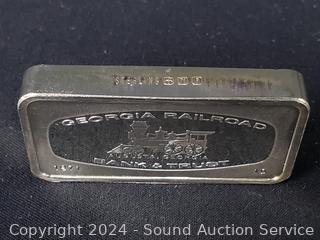 GEORGIA RAILROAD
AUGUSTA, GEORGIA
BANK & TRUST
Copyright 2024 - Sound Auction Service